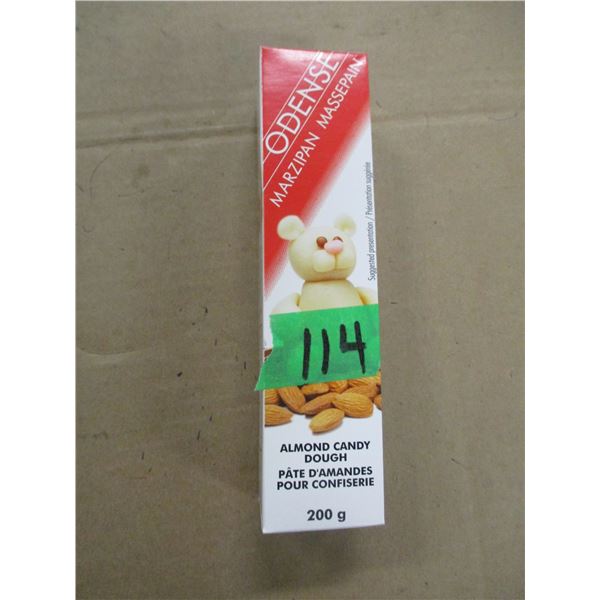 ODENSE
MARZIPAN MASSEPAIN
Suggested presentation / Présentation suggérée
114
ALMOND CANDY
DOUGH
PÂTE D'AMANDES
POUR CONFISERIE
200 g